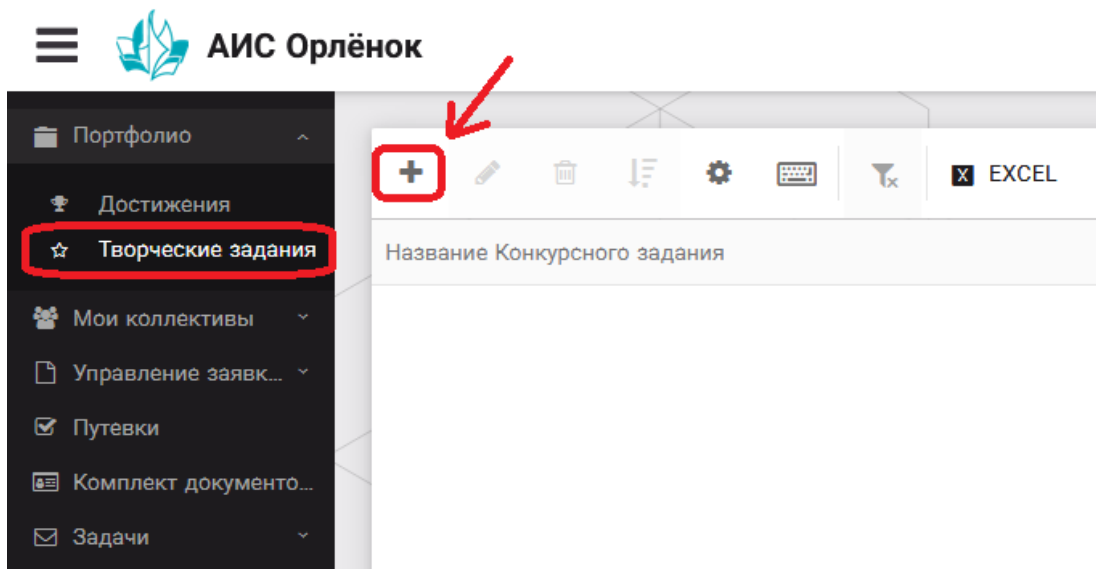 АИС Орлёнок
Портфолио
Достижения
Творческие задания
Мои коллективы
Управление заявк...
Путевки
Комплект документо...
Задачи
X EXCEL
Название Конкурсного задания